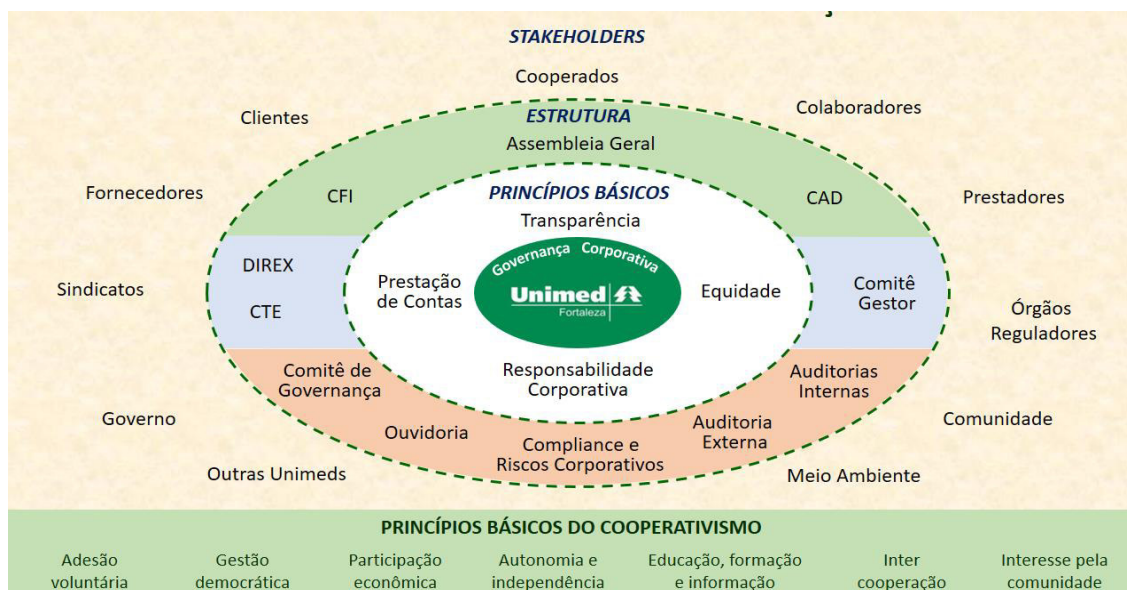 STAKEHOLDERS
Cooperados
Clientes
Colaboradores
ESTRUTURA
Assembleia Geral
Fornecedores
CFI
PRINCÍPIOS BÁSICOS
CAD
Prestadores
Transparência
Governança Corporativa
DIREX
Prestação
de Contas
Unimed
Fortaleza
Equidade
Comitê
Gestor
Sindicatos
CTE
Órgãos
Reguladores
Responsabilidade
Corporativa
Comitê de
Governança
Auditorias
Internas
Governo
Ouvidoria
Compliance e
Riscos Corporativos
Auditoria
Externa
Comunidade
Outras Unimeds
Meio Ambiente
PRINCÍPIOS BÁSICOS DO COOPERATIVISMO
Adesão
voluntária
Gestão
democrática
Participação
econômica
Autonomia e
independência
Educação, formação
e informação
Inter
cooperação
Interesse pela
comunidade